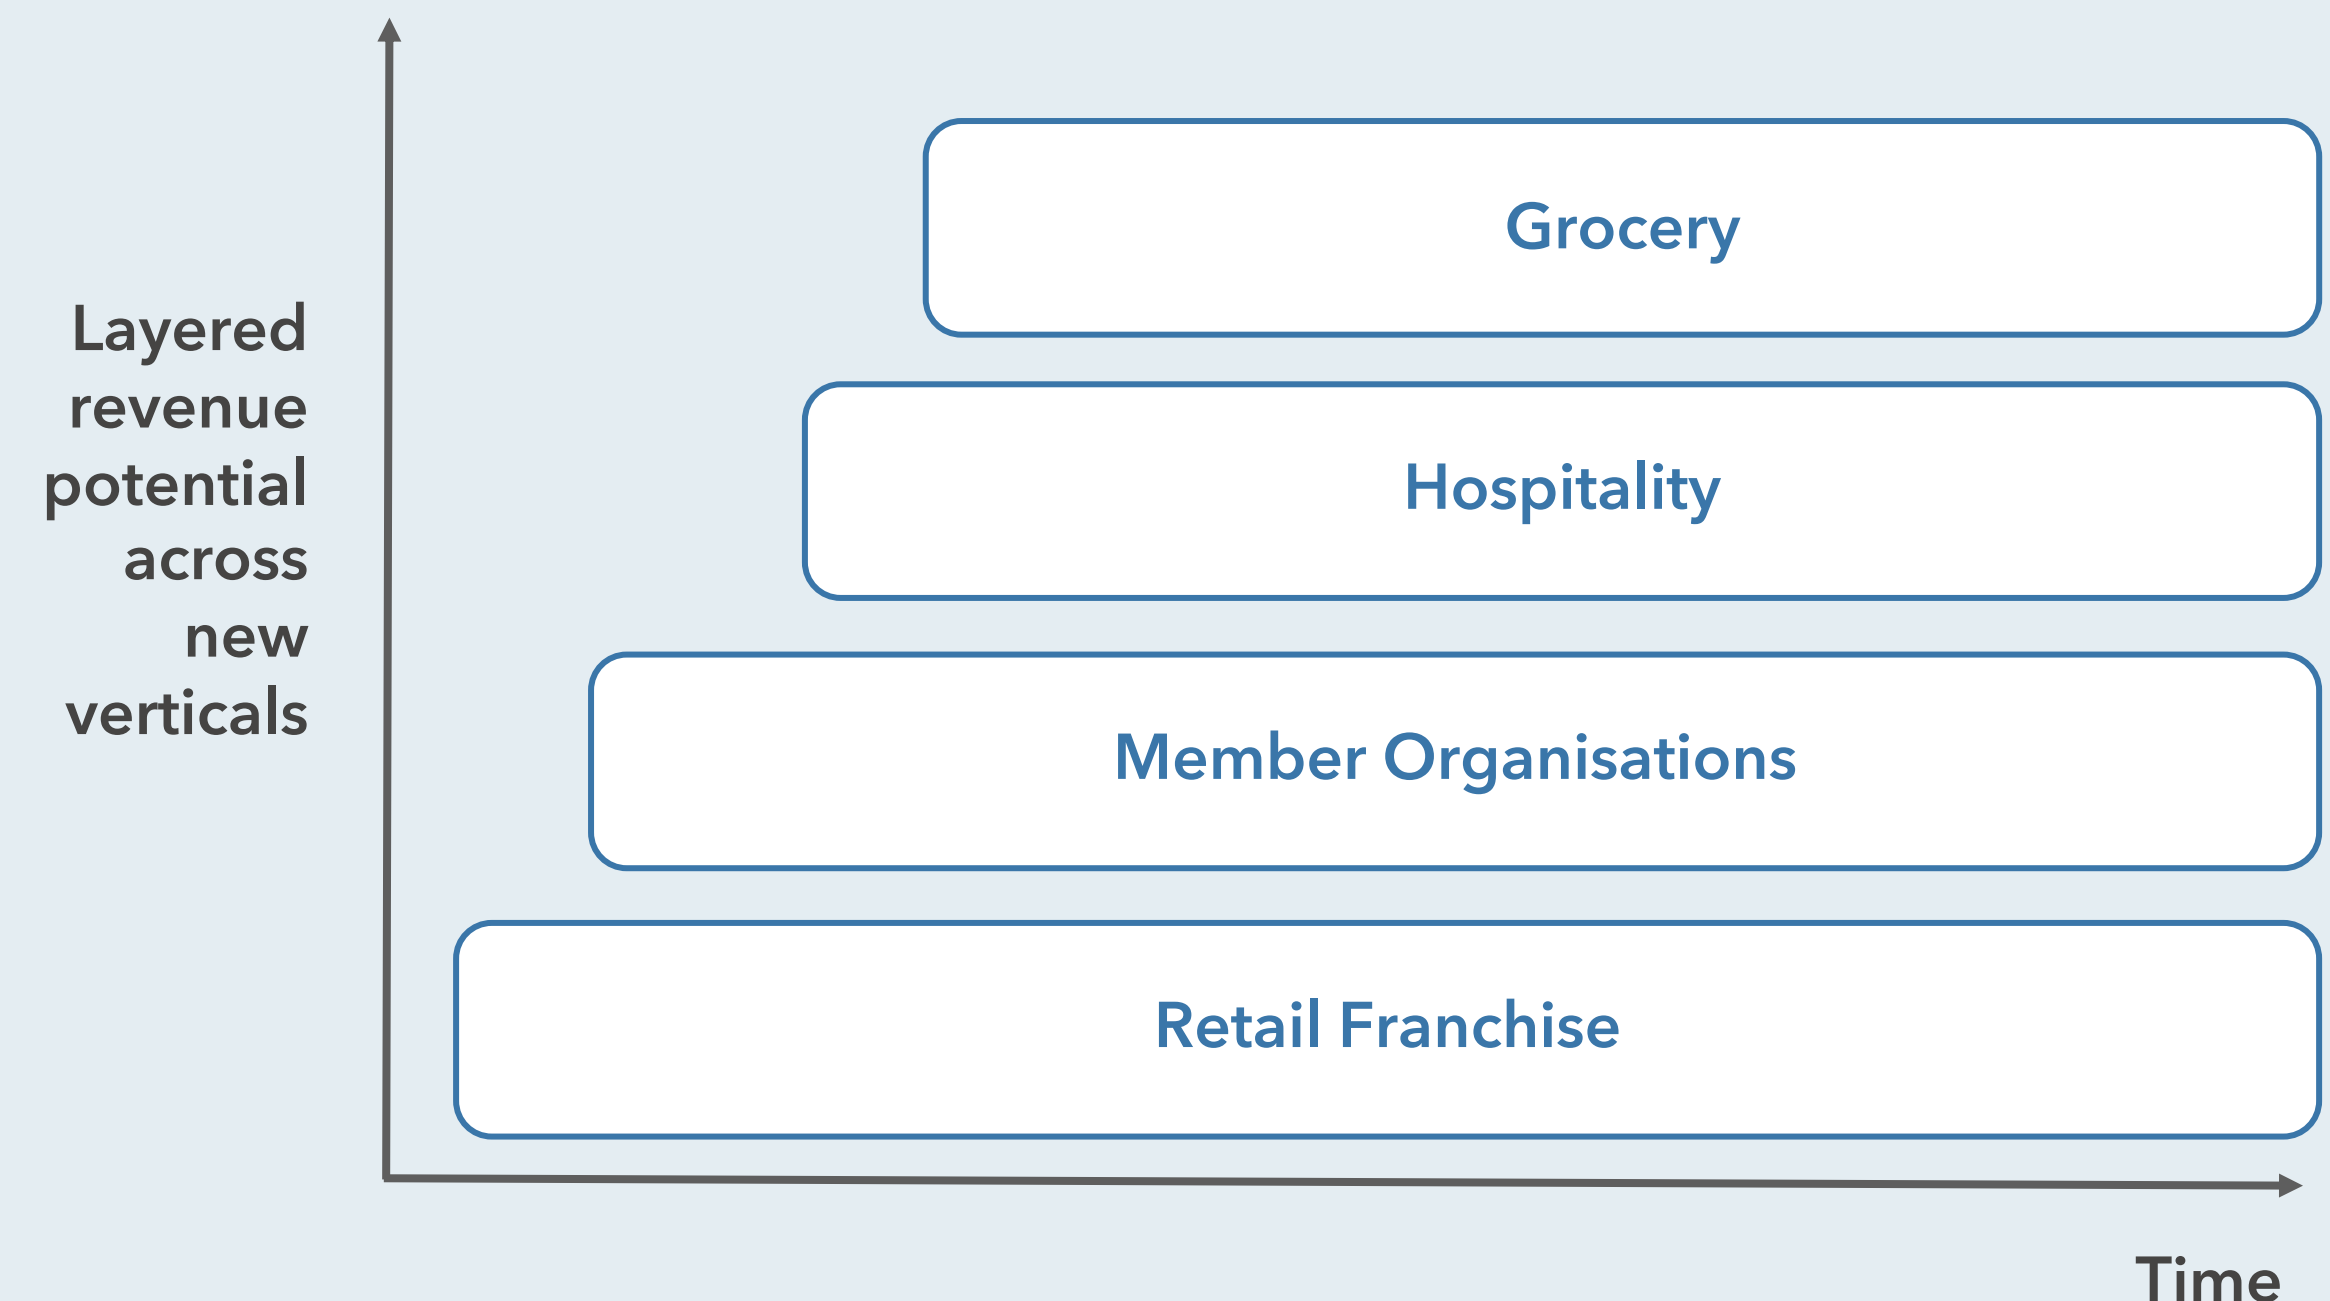 Grocery
Layered
revenue
potential
across
new
verticals
Hospitality
Member Organisations
Retail Franchise
Time